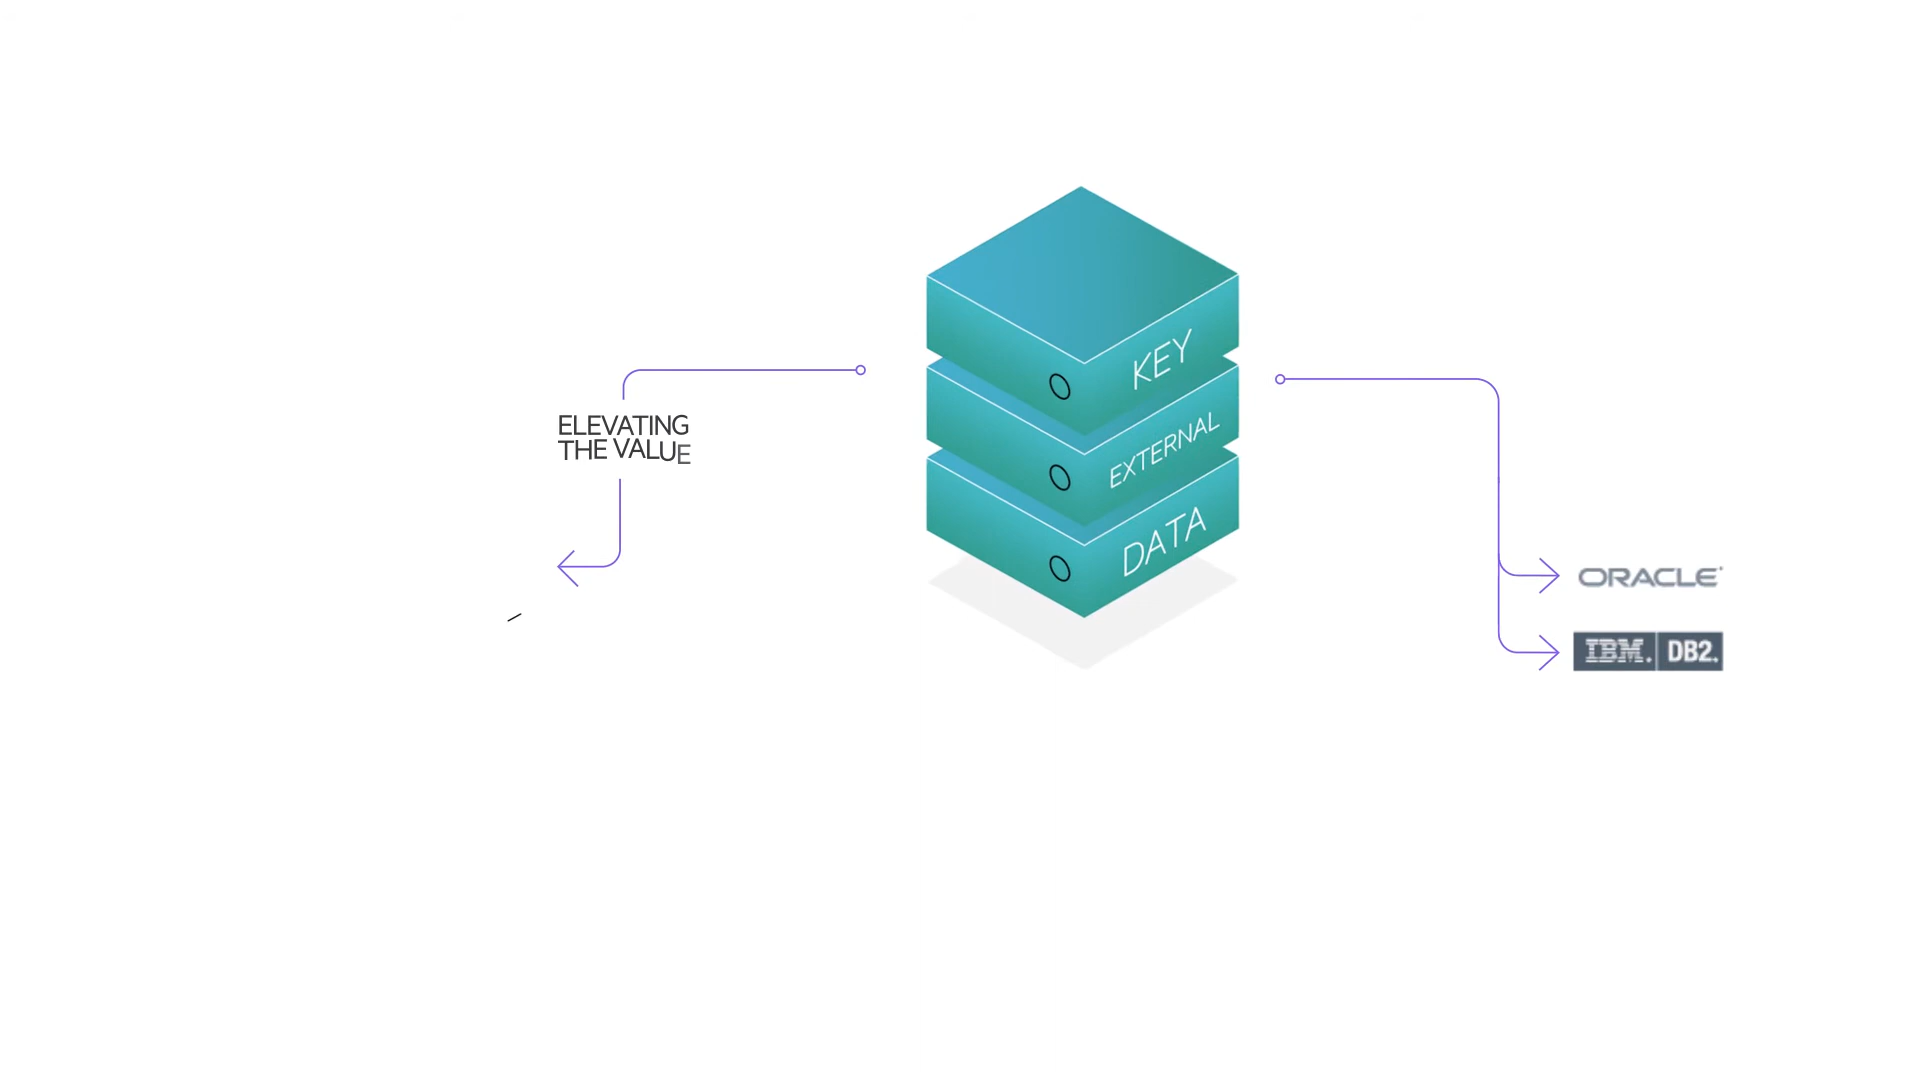 ELEVATING
THE VALUE
KEY
EXTERNAL
DATA
ORACLE
IBM. DB2.